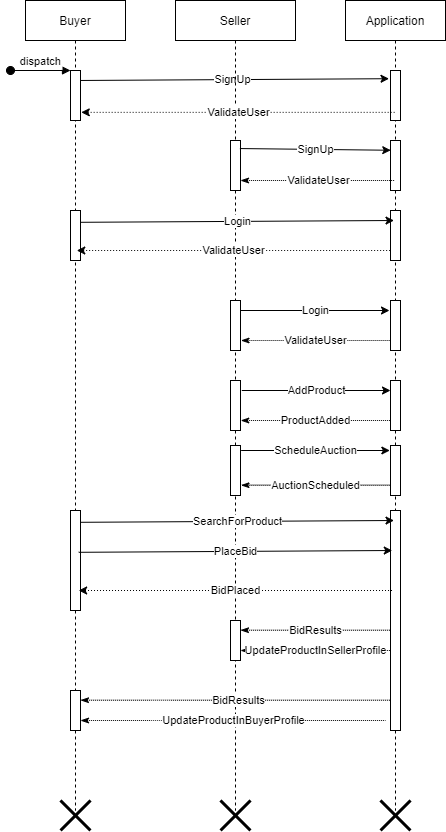 Buyer
Seller
Application
dispatch
SignUp
ValidateUser
SignUp
ValidateUser
Login
ValidateUser
Login
ValidateUser
AddProduct
ProductAdded
ScheduleAuction
AuctionScheduled
SearchForProduct
PlaceBid
BidPlaced
BidResults
UpdateProductInSellerProfile
BidResults
UpdateProductInBuyerProfile